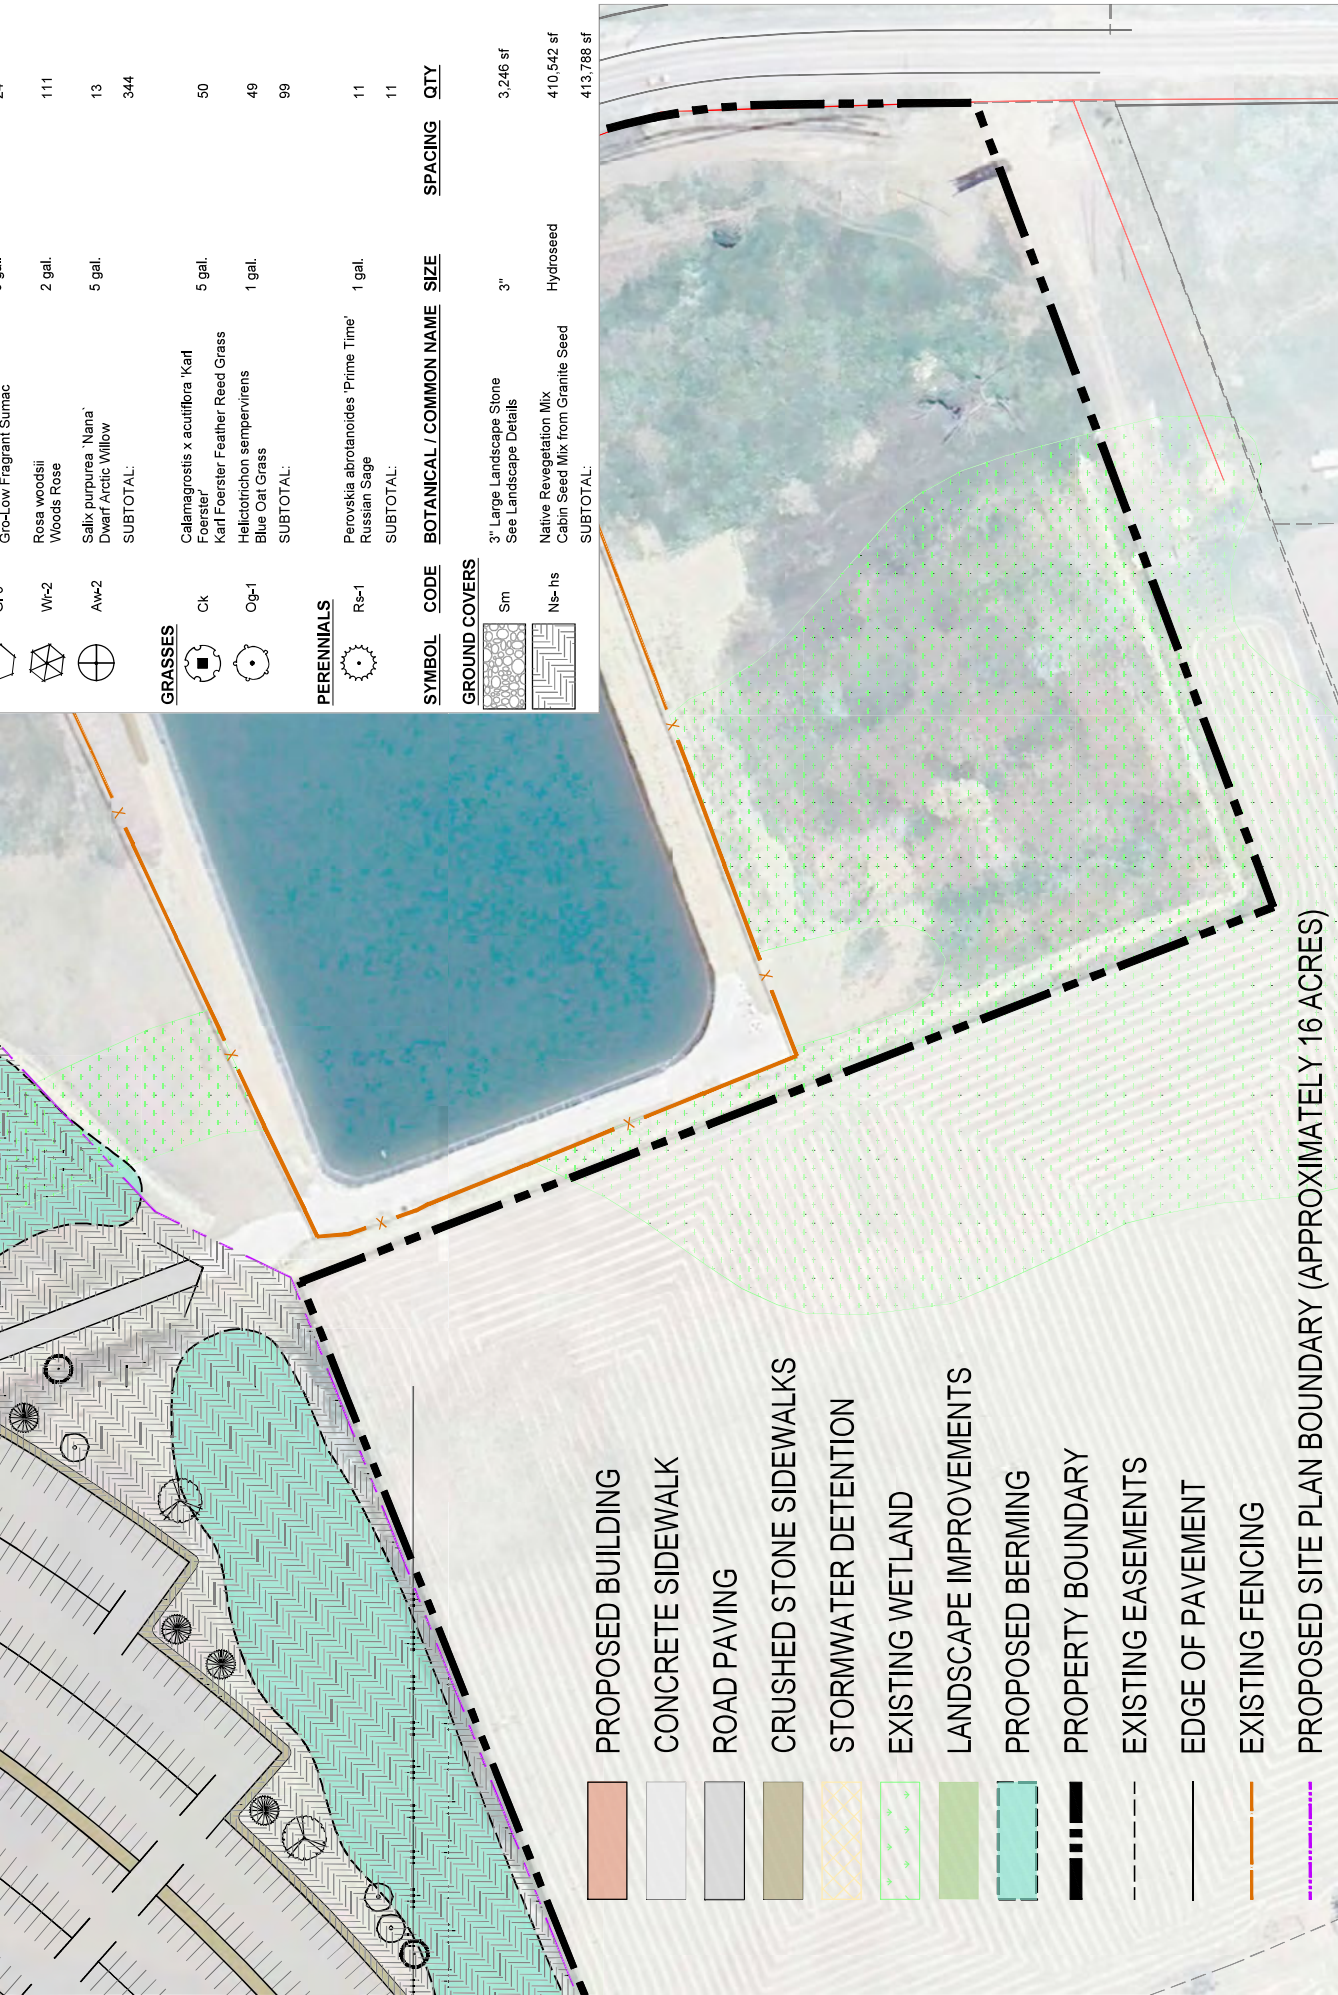 Gro-Low Fragrant Sumac
Wr-2 Rosa woodsii 2 gal. 111
Woods Rose
Aw-2 Salix purpurea `Nana` 5 gal. 13
Dwarf Arctic Willow
SUBTOTAL: 344
GRASSES
Ck Calamagrostis x acutiflora 'Karl 5 gal. 50
Foerster'
Karl Foerster Feather Reed Grass
Og-1 Helictotrichon sempervirens 1 gal. 49
Blue Oat Grass
SUBTOTAL: 99
PERENNIALS
Rs-1 Perovskia abrotanoides 'Prime Time' 1 gal. 11
Russian Sage
SUBTOTAL: 11
SYMBOL CODE BOTANICAL / COMMON NAME SIZE SPACING QTY
GROUND COVERS
Sm 3" Large Landscape Stone 3" 3,246 sf
See Landscape Details
Ns- hs Native Revegetation Mix Hydroseed 410,542 sf
Cabin Seed Mix from Granite Seed
SUBTOTAL: 413,788 sf
PROPOSED BUILDING
CONCRETE SIDEWALK
ROAD PAVING
CRUSHED STONE SIDEWALKS
STORMWATER DETENTION
EXISTING WETLAND
LANDSCAPE IMPROVEMENTS
PROPOSED BERMING
PROPERTY BOUNDARY
EXISTING EASEMENTS
EDGE OF PAVEMENT
EXISTING FENCING
PROPOSED SITE PLAN BOUNDARY (APPROXIMATELY 16 ACRES)